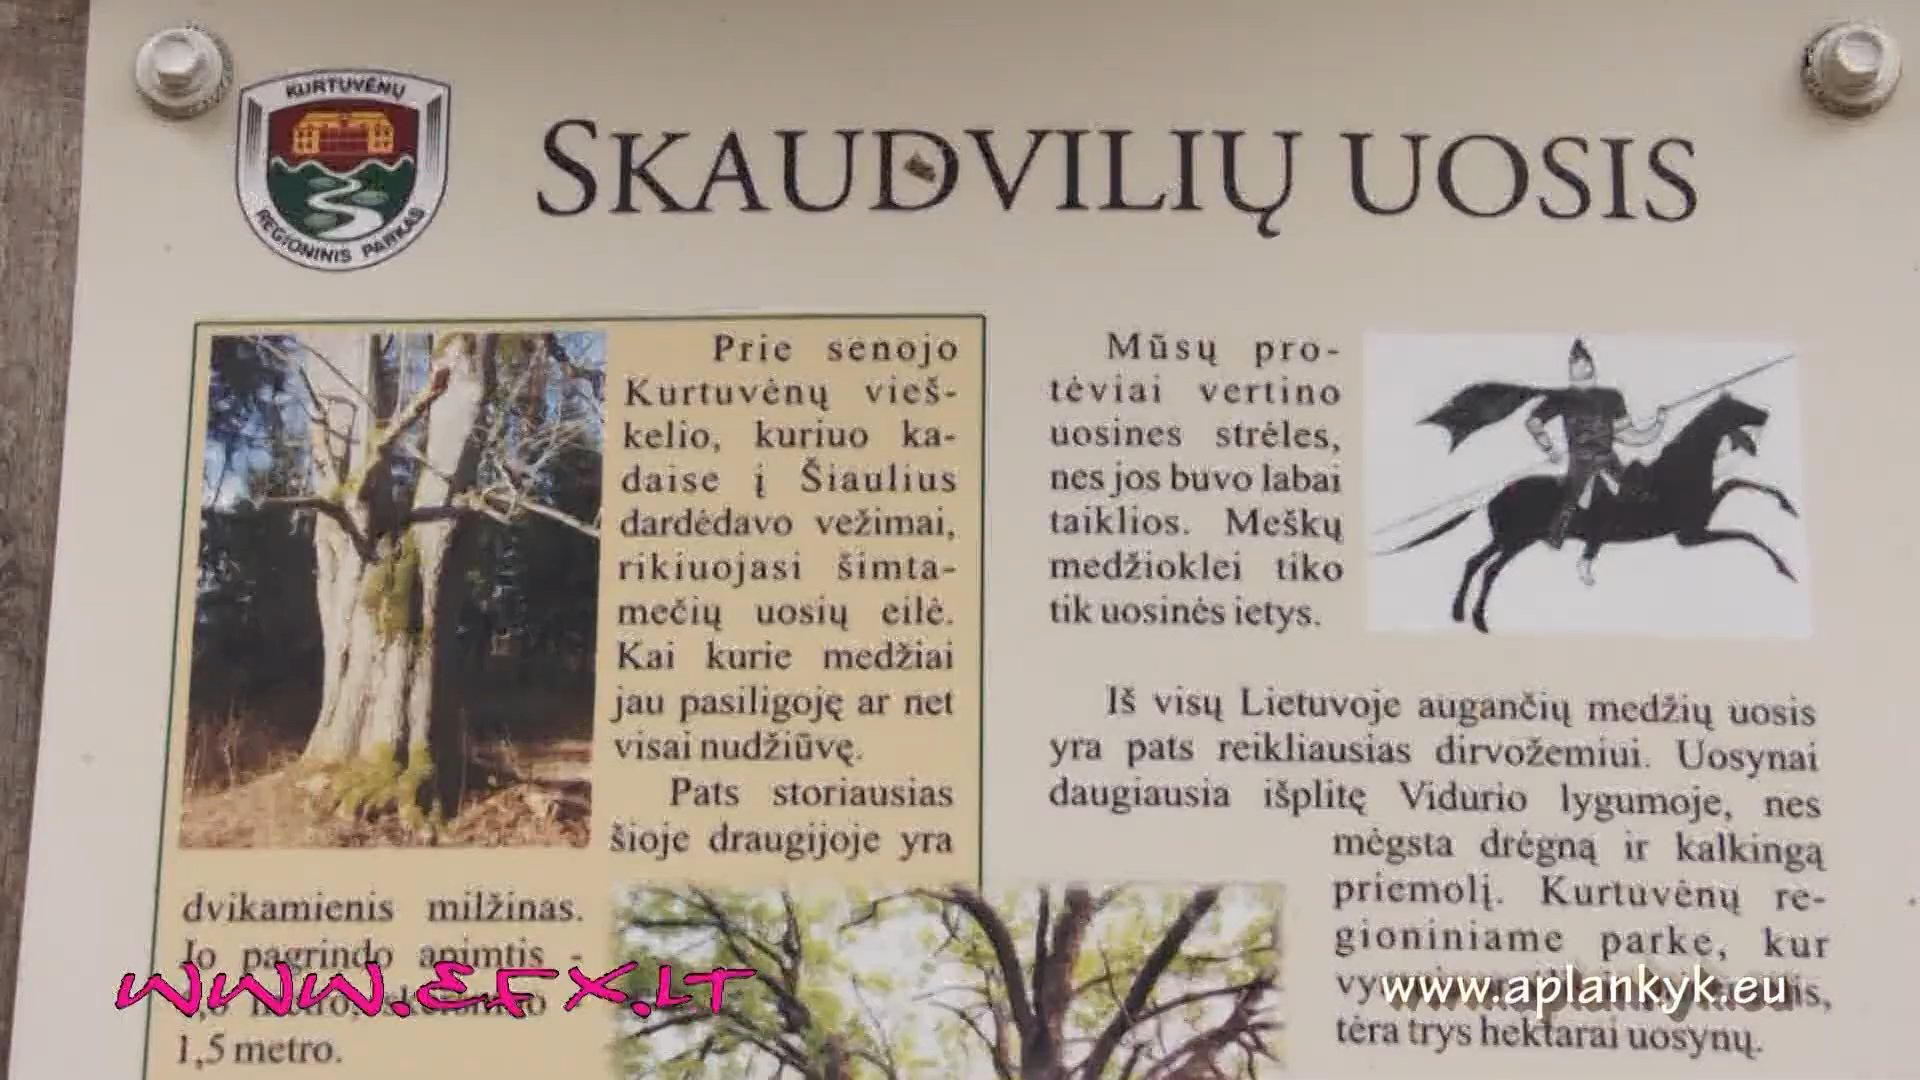 KURTUVĖNŲ
REGIONINIS PARKAS
SKAUDVILIŲ UOSIS
Prie senojo
Kurtuvėnų vieš-
kelio, kuriuo ka-
daise į Šiaulius
dardėdavo vežimai,
rikiuojasi šimta-
mečių uosių eilė.
Kai kurie medžiai
jau pasiligoję ar net
visai nudžiūvę.
Pats storiausias
šioje draugijoje yra
dvikamienis milžinas.
Jo pagrindo apimtis -
metro,
1,5 metro.
Mūsų pro-
tėviai vertino
uosines strėles,
nes jos buvo labai
taiklios. Meškų
medžioklei tiko
tik uosinės ietys.
Iš visų Lietuvoje augančių medžių uosis
yra pats reikliausias dirvožemiui. Uosynai
daugiausia išplitę Vidurio lygumoje, nes
mėgsta drėgną ir kalkingą
priemolį. Kurtuvėnų re-
gioniniame parke, kur
tėra trys hektarai uosynų.
www.efx.lt
www.aplankyk.eu